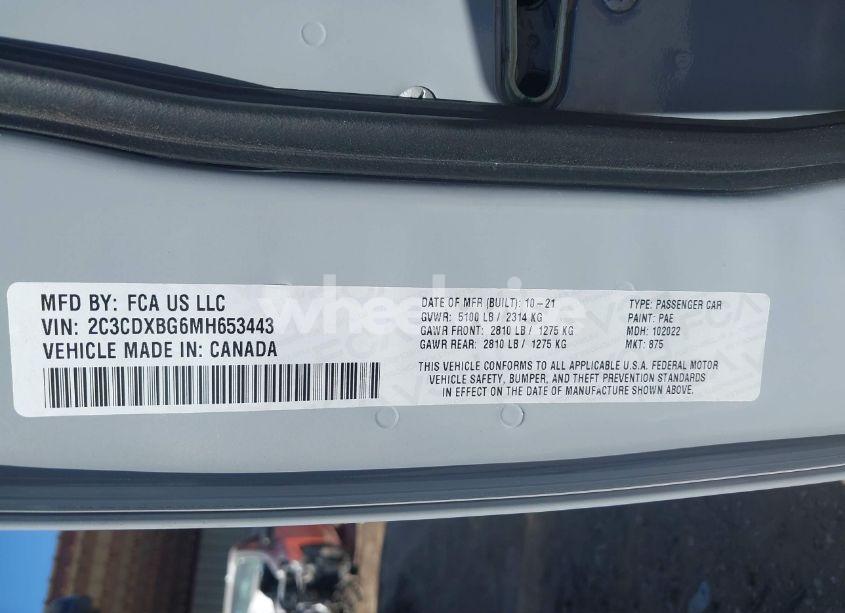 MFD BY: FCA US LLC
VIN: 2C3CDXBG6MH653443
VEHICLE MADE IN: CANADA
DATE OF MFR (BUILT): 10-21
GVWR: 5100 LB / 2314 KG
GAWR FRONT: 2810 LB / 1275 KG
GAWR REAR: 2810 LB / 1275 KG
TYPE: PASSENGER CAR
PAINT: PAE
MDH: 102022
MKT: 875
THIS VEHICLE CONFORMS TO ALL APPLICABLE U.S.A. FEDERAL MOTOR
VEHICLE SAFETY, BUMPER, AND THEFT PREVENTION STANDARDS
IN EFFECT ON THE DATE OF MANUFACTURE SHOWN ABOVE.